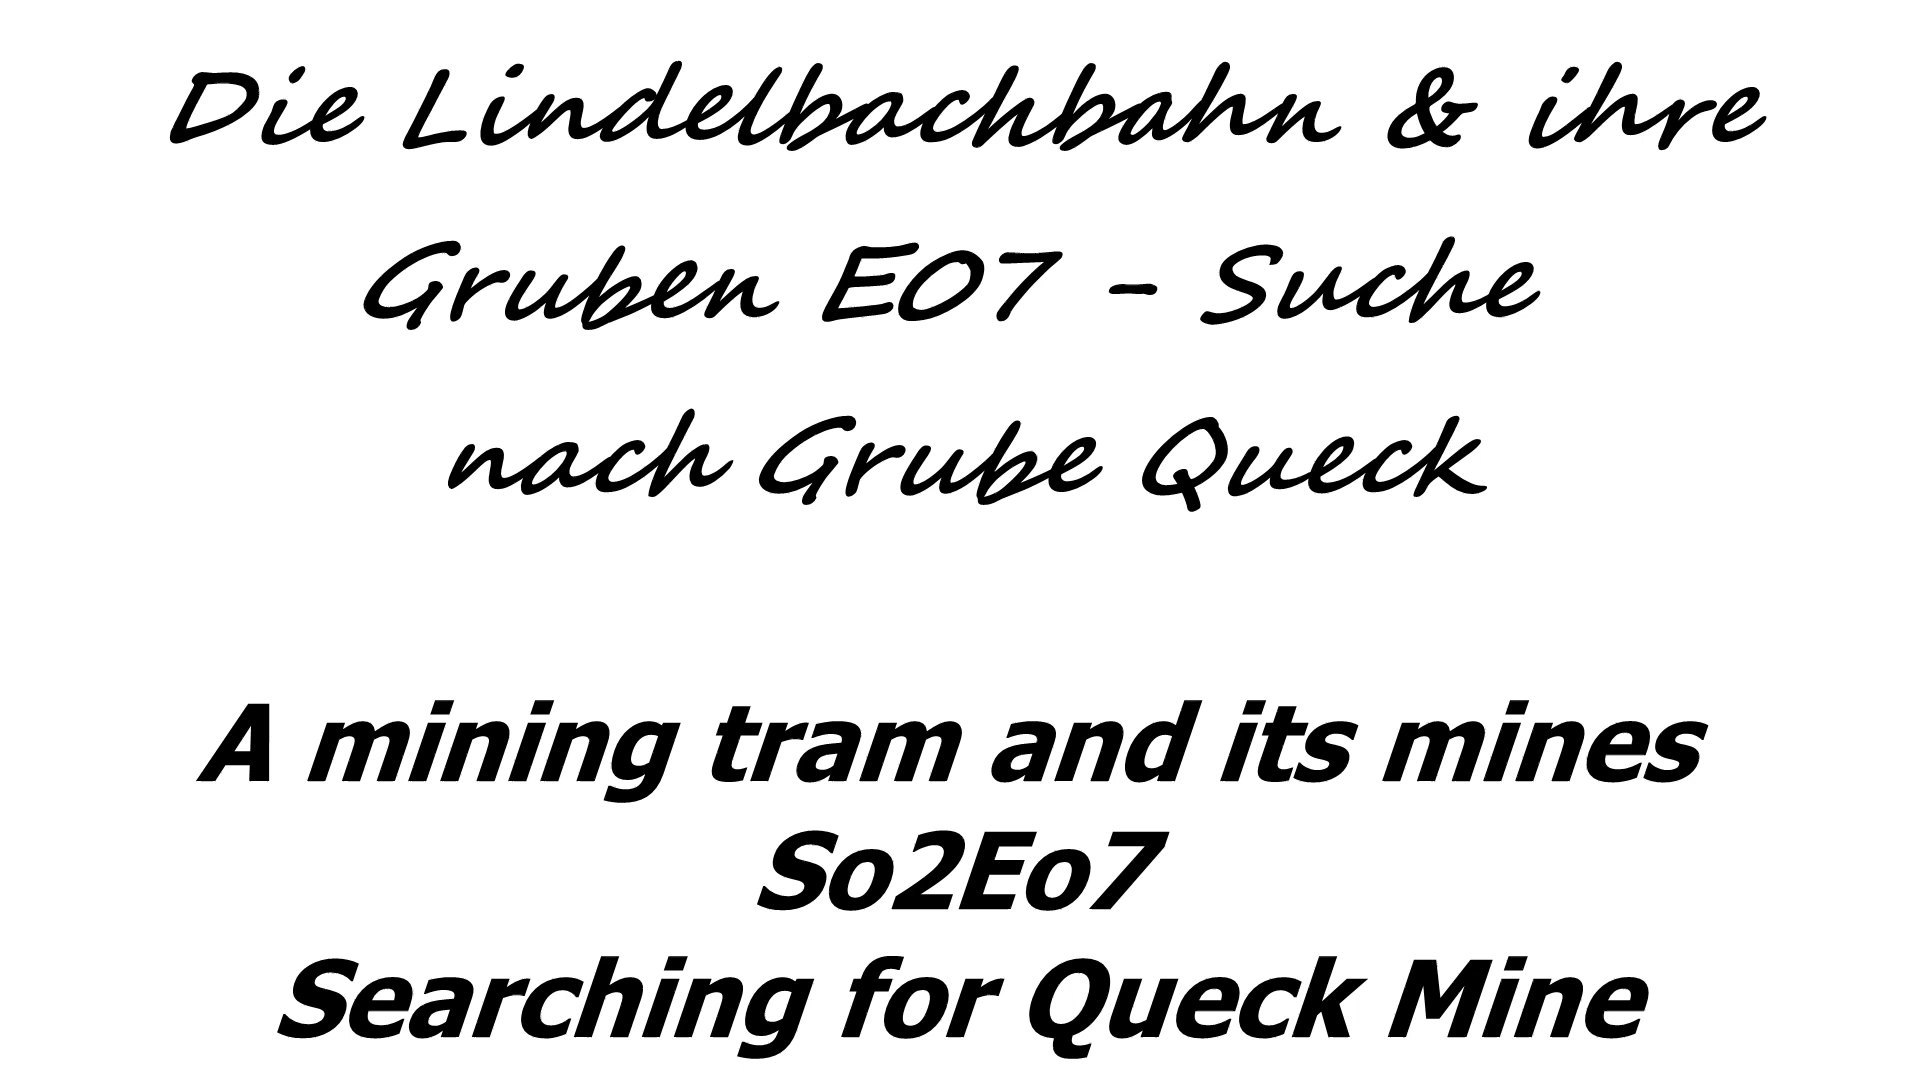 Die Lindelbachbahn & ihre
Gruben E07 - Suche
nach Grube Queck
A mining tram and its mines
So2Eo7
Searching for Queck Mine